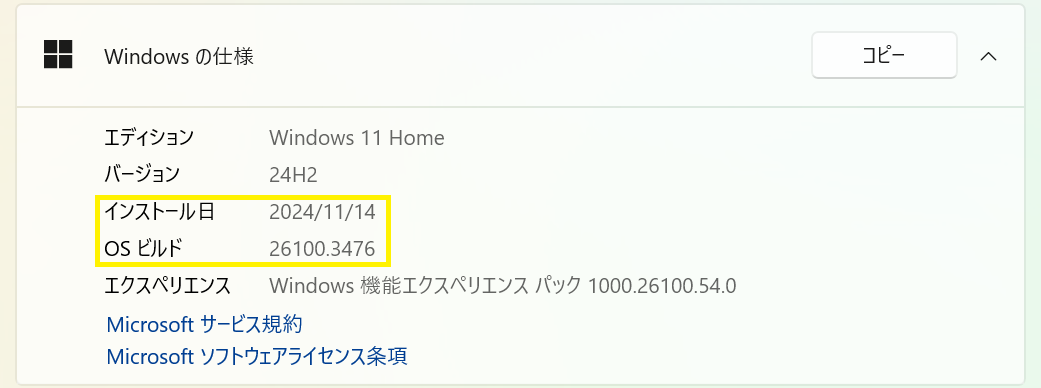 Windows の仕様
コピー
エディション Windows 11 Home
バージョン 24H2
インストール日 2024/11/14
OS ビルド 26100.3476
エクスペリエンス Windows 機能エクスペリエンス パック 1000.26100.54.0
Microsoft サービス規約
Microsoft ソフトウェアライセンス条項